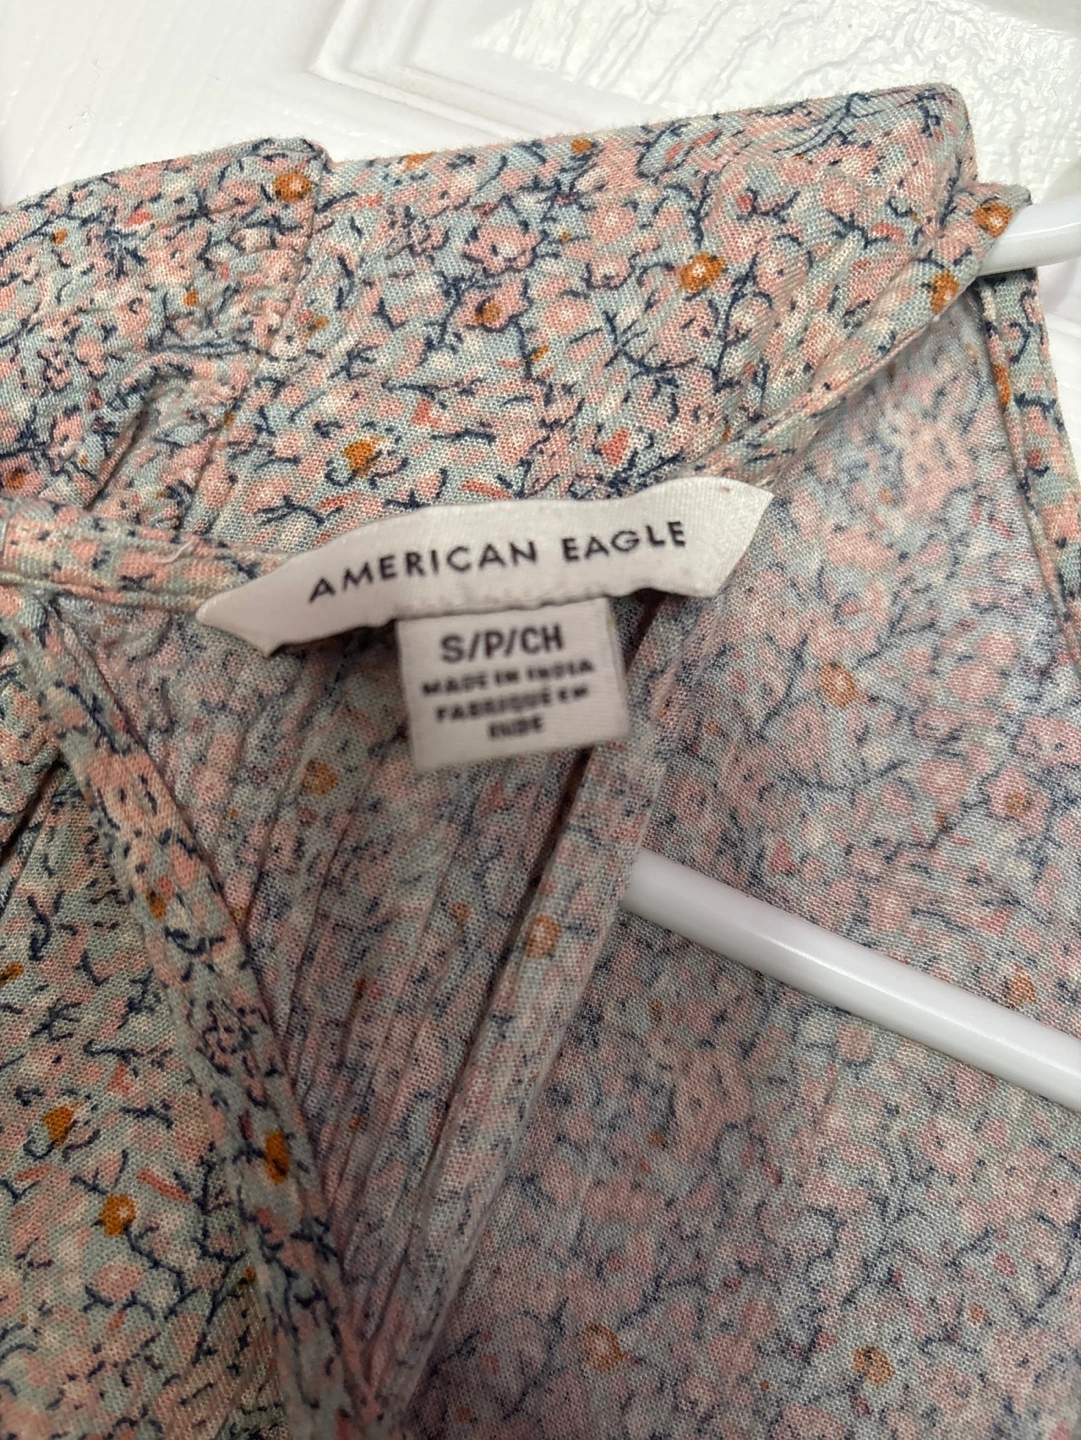 AMERICAN EAGLE
S/P/CH
MADE IN INDIA
FABRIQUÉ EN
INDE